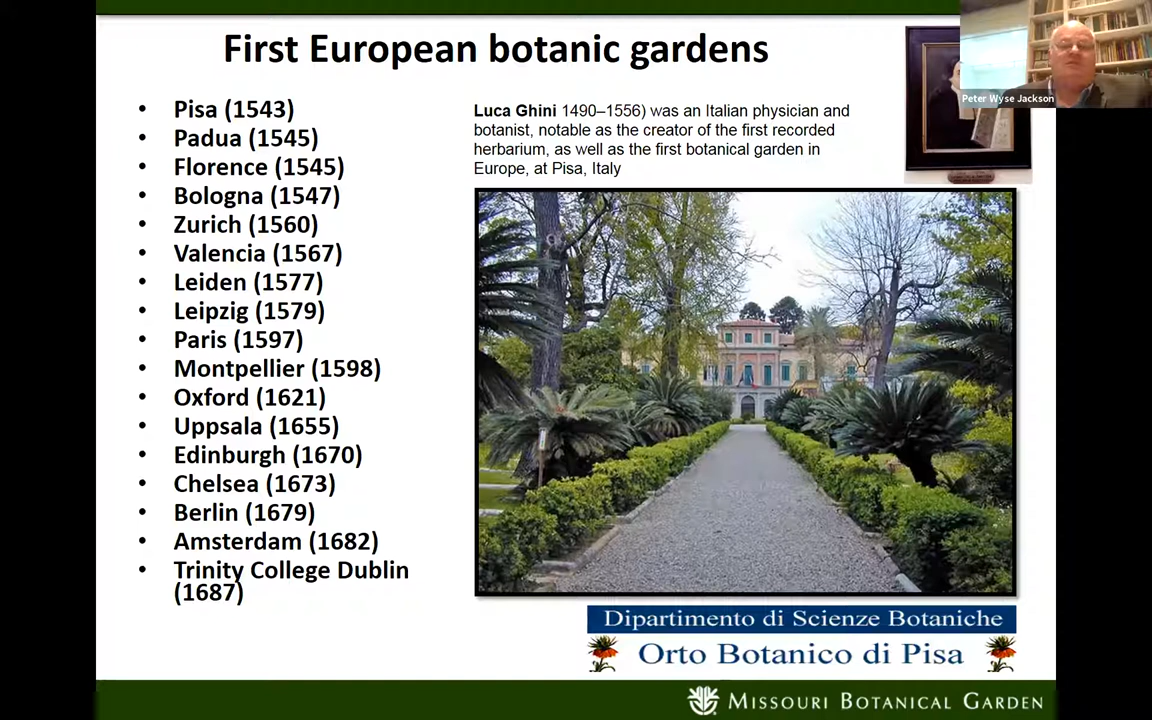 First European botanic gardens
• Pisa (1543)
• Padua (1545)
• Florence (1545)
• Bologna (1547)
• Zurich (1560)
• Valencia (1567)
• Leiden (1577)
• Leipzig (1579)
• Paris (1597)
• Montpellier (1598)
• Oxford (1621)
• Uppsala (1655)
• Edinburgh (1670)
• Chelsea (1673)
• Berlin (1679)
• Amsterdam (1682)
• Trinity College Dublin
(1687)
Luca Ghini 1490–1556) was an Italian physician and
botanist, notable as the creator of the first recorded
herbarium, as well as the first botanical garden in
Europe, at Pisa, Italy
Peter Wyse Jackson
Dipartimento di Scienze Botaniche
Orto Botanico di Pisa
MISSOURI BOTANICAL GARDEN